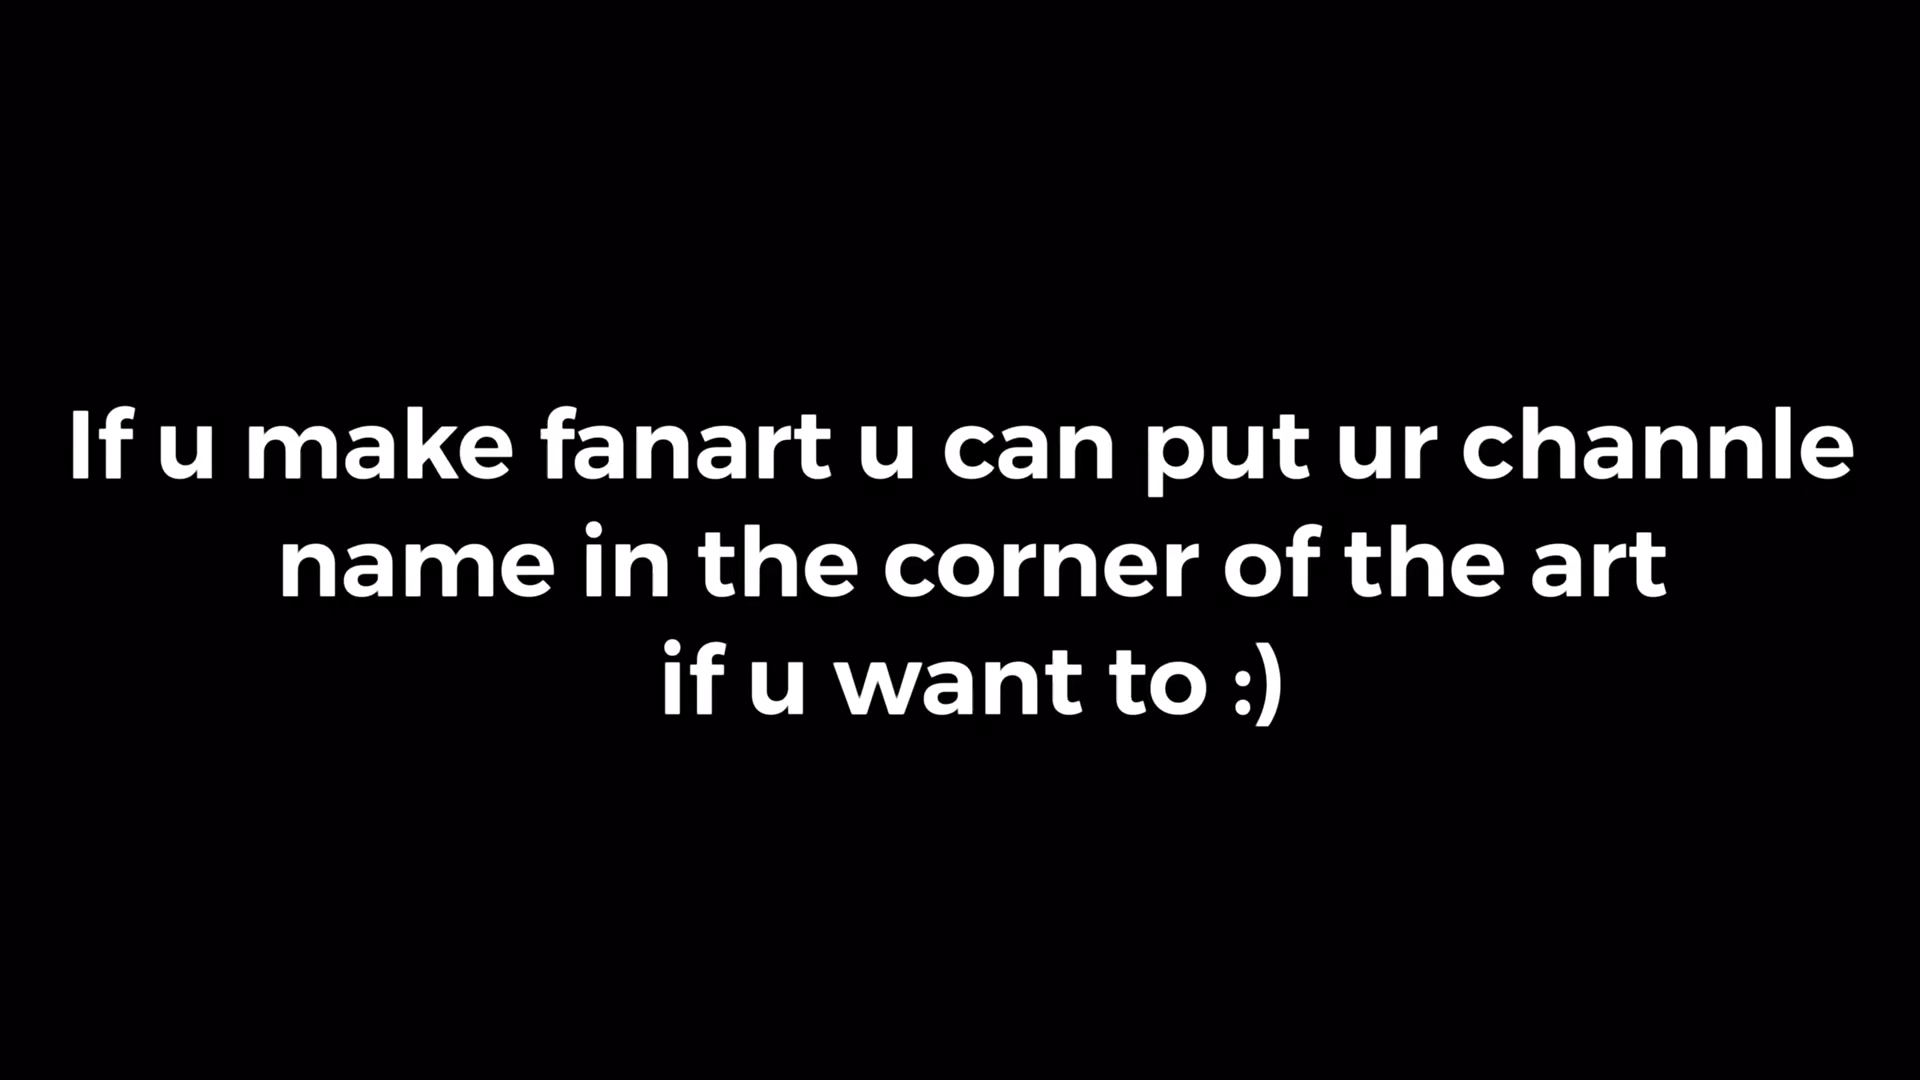 If u make fanart u can put ur channle
name in the corner of the art
if u want to :)